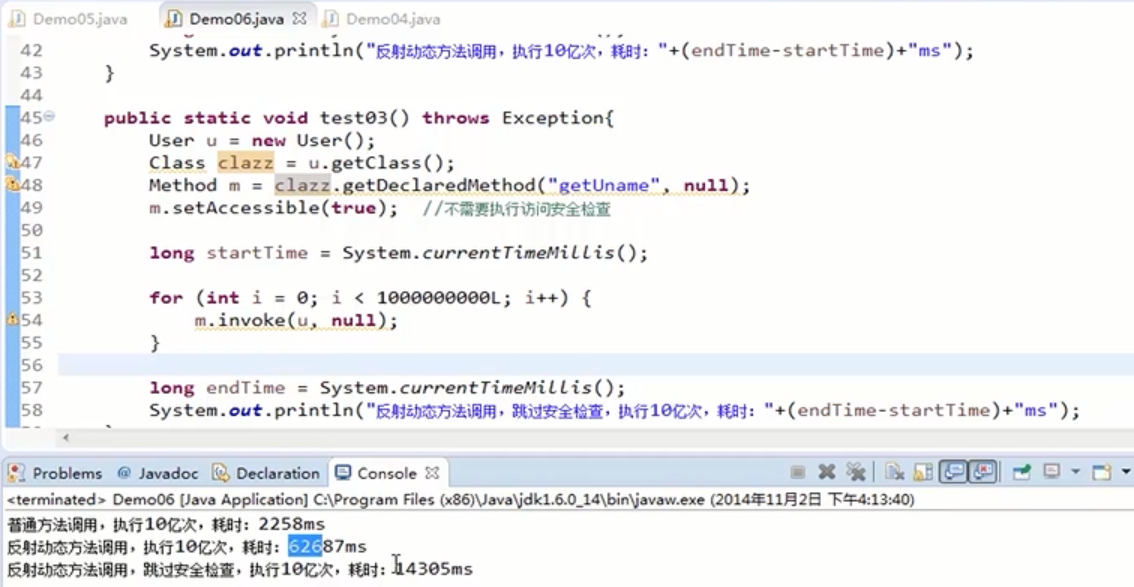 Demo05.java Demo06.java Demo04.java
42 System.out.println("反射动态方法调用，执行10亿次，耗时："+(endTime-startTime)+"ms");
43 }
44
45 public static void test03() throws Exception{
46 User u = new User();
47 Class clazz = u.getClass();
48 Method m = clazz.getDeclaredMethod("getUname", null);
49 m.setAccessible(true); //不需要执行访问安全检查
50
51 long startTime = System.currentTimeMillis();
52
53 for (int i = 0; i < 1000000000L; i++) {
54 m.invoke(u, null);
55 }
56
57 long endTime = System.currentTimeMillis();
58 System.out.println("反射动态方法调用，跳过安全检查，执行10亿次，耗时："+(endTime-startTime)+"ms");
Problems @ Javadoc Declaration Console
<terminated> Demo06 [Java Application] C:\Program Files (x86)\Java\jdk1.6.0_14\bin\javaw.exe (2014年11月2日 下午4:13:40)
普通方法调用，执行10亿次，耗时：2258ms
反射动态方法调用，执行10亿次，耗时：62687ms
反射动态方法调用，跳过安全检查，执行10亿次，耗时：14305ms